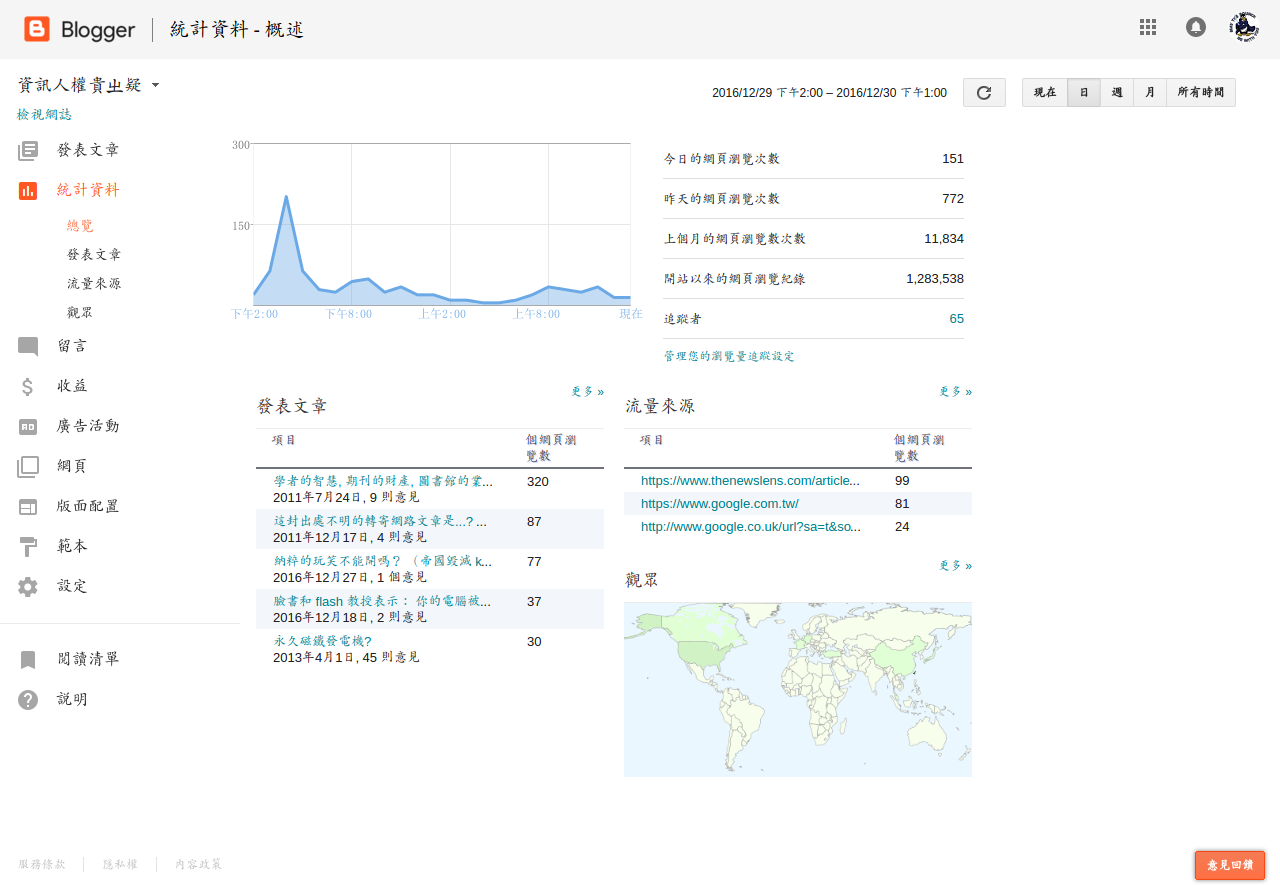 Blogger
統計資料 - 概述
資訊人權貴出疑
檢視網誌
2016/12/29 下午2:00 – 2016/12/30 下午1:00
現在
日
週
月
所有時間
發表文章
統計資料
總覽
發表文章
流量來源
觀眾
留言
收益
廣告活動
網頁
版面配置
範本
設定
閱讀清單
說明
300
150
下午2:00
下午8:00
上午2:00
上午8:00
現在
今日的網頁瀏覽次數 151
昨天的網頁瀏覽次數 772
上個月的網頁瀏覽數次數 11,834
開站以來的網頁瀏覽紀錄 1,283,538
追蹤者 65
管理您的瀏覽量追蹤設定
更多 »
發表文章
項目
個網頁瀏
覽數
學者的智慧, 期刊的財產, 圖書館的業... 320
2011年7月24日, 9 則意見
這封出處不明的轉寄網路文章是...? ... 87
2011年12月17日, 4 則意見
納粹的玩笑不能開嗎？ （帝國毀滅 k... 77
2016年12月27日, 1 個意見
臉書和 flash 教授表示： 你的電腦被... 37
2016年12月18日, 2 則意見
永久磁鐵發電機? 30
2013年4月1日, 45 則意見
更多 »
流量來源
項目
個網頁瀏
覽數
https://www.thenewslens.com/article... 99
https://www.google.com.tw/ 81
http://www.google.co.uk/url?sa=t&so... 24
更多 »
觀眾
服務條款
隱私權
內容政策
意見回饋